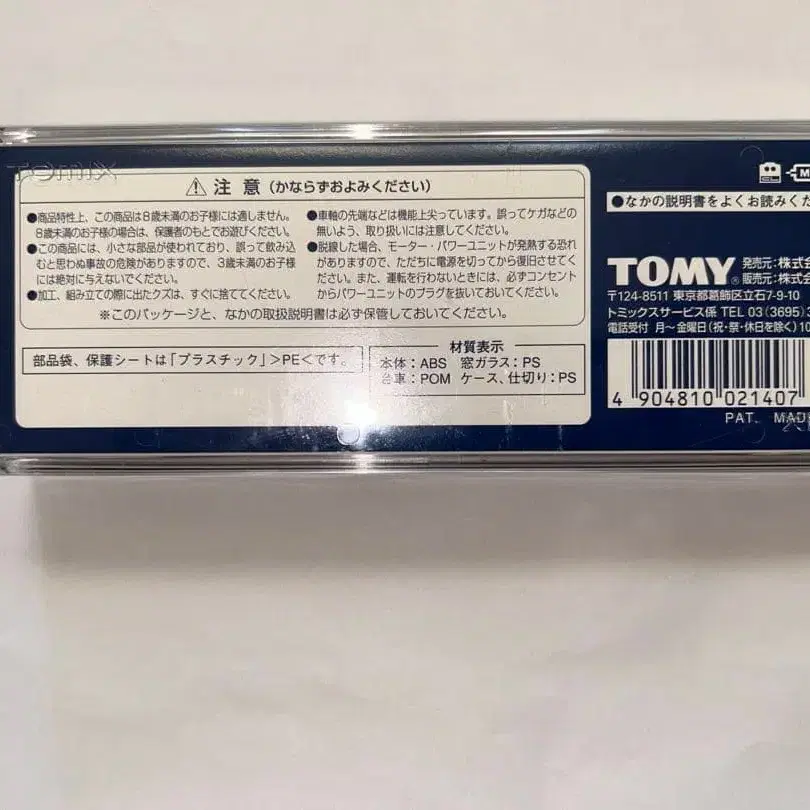 TOMIX
⚠ 注 意 (かならずおよみください)
●商品特性上、この商品は8歳未満のお子様には適しません。
8歳未満のお子様の場合は、保護者のもとでお遊びください。
●この商品には、小さな部品が使われており、誤って飲み込
むと思わぬ事故の危険がありますので、3歳未満のお子様
には絶対に与えないでください。
●加工、組み立ての際に出たクズは、すぐに捨ててください。
●車輪の先端などは機能上尖っています。誤ってケガなどの
無いよう、取り扱いには注意してください。
●脱線した場合、モーター・パワーユニットが発熱する恐れ
がありますので、ただちに電源を切ってから復旧させてく
ださい。また、運転を行わないときには、必ずコンセント
からパワーユニットのプラグを抜いておいてください。
※このパッケージと、なかの取扱説明書は必ず保管しておいてください。
部品袋、保護シートは「プラスチック」>PE<です。
材質表示
本体:ABS 窓ガラス:PS
台車:POM ケース、仕切り:PS
●なかの説明書をよくお読みくだ
TOMY® 発売元:株式会
販売元:株式会
〒124-8511 東京都葛飾区立石7-9-10
トミックスサービス係 TEL 03(3695)3
電話受付 月〜金曜日(祝・祭・休日を除く)10
4 904810 021407
PAT. MAD